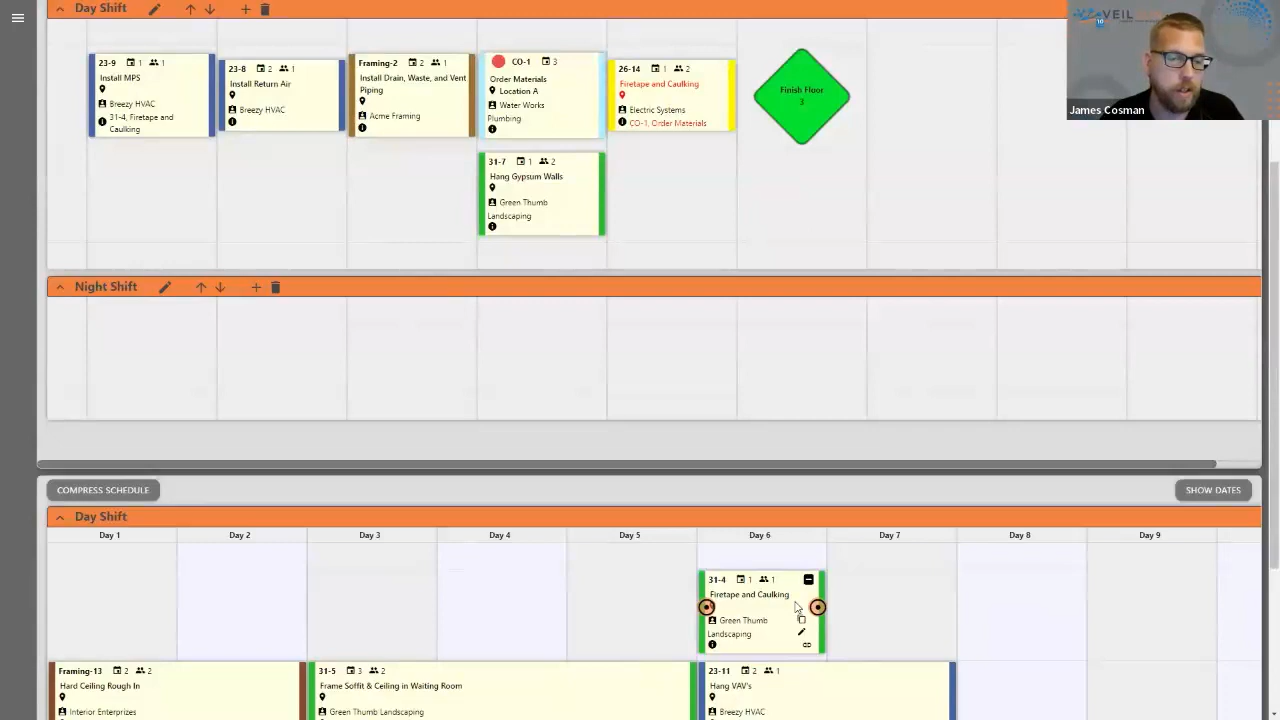 Day Shift
VEIL
10
James Cosman
23-9 1 1
Install MPS
Breezy HVAC
31-4, Firetape and
Caulking
23-8 2 1
Install Return Air
Breezy HVAC
Framing-2 2 1
Install Drain, Waste, and Vent
Piping
Acme Framing
CO-1 3
Order Materials
Location A
Water Works
Plumbing
26-14 1 2
Firetape and Caulking
Electric Systems
CO-1, Order Materials
Finish Floor
3
31-7 1 2
Hang Gypsum Walls
Green Thumb
Landscaping
Night Shift
COMPRESS SCHEDULE
SHOW DATES
Day Shift
Day 1 Day 2 Day 3 Day 4 Day 5 Day 6 Day 7 Day 8 Day 9
31-4 1 1
Firetape and Caulking
Green Thumb
Landscaping
Framing-13 2 2
Hard Ceiling Rough In
Interior Enterprizes
31-5 3 2
Frame Soffit & Ceiling in Waiting Room
Green Thumb Landscaping
23-11 2 1
Hang VAV's
Breezy HVAC